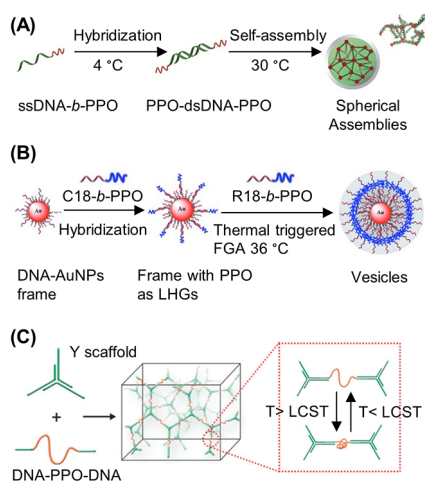 (A)
Hybridization
4 °C
Self-assembly
30 °C
ssDNA-b-PPO
PPO-dsDNA-PPO
Spherical
Assemblies
(B)
C18-b-PPO
Hybridization
R18-b-PPO
Thermal triggered
FGA 36 °C
Au
Au
Au
DNA-AuNPs
frame
Frame with PPO
as LHGs
Vesicles
(C)
Y scaffold
+
DNA-PPO-DNA
T> LCST
T< LCST